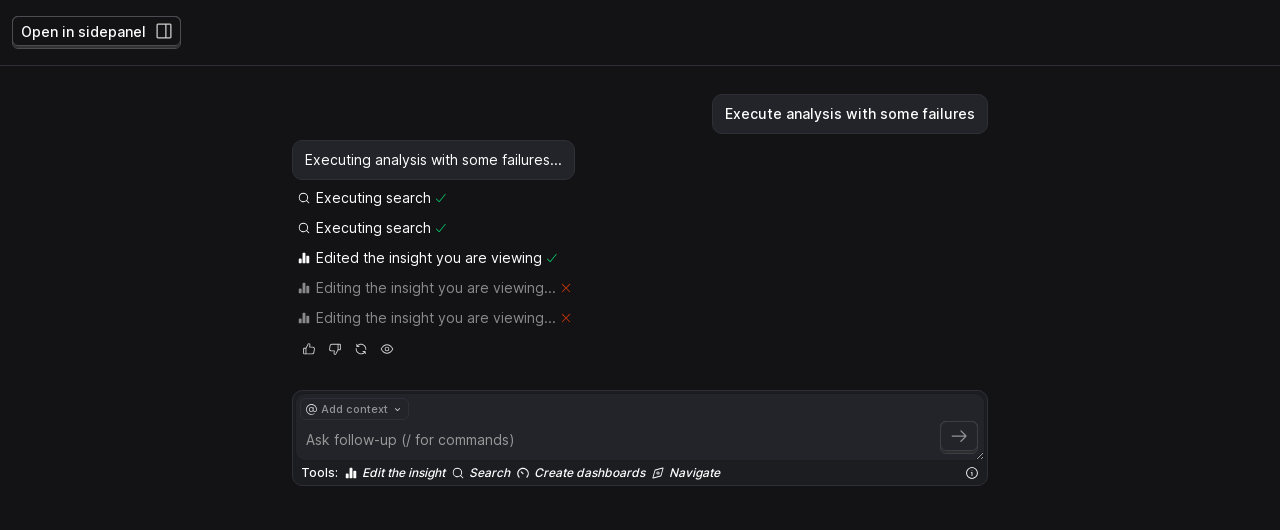 Open in sidepanel
Execute analysis with some failures
Executing analysis with some failures...
Executing search
Executing search
Edited the insight you are viewing
Editing the insight you are viewing...
Editing the insight you are viewing...
@ Add context
Ask follow-up (/ for commands)
Tools: Edit the insight Search Create dashboards Navigate